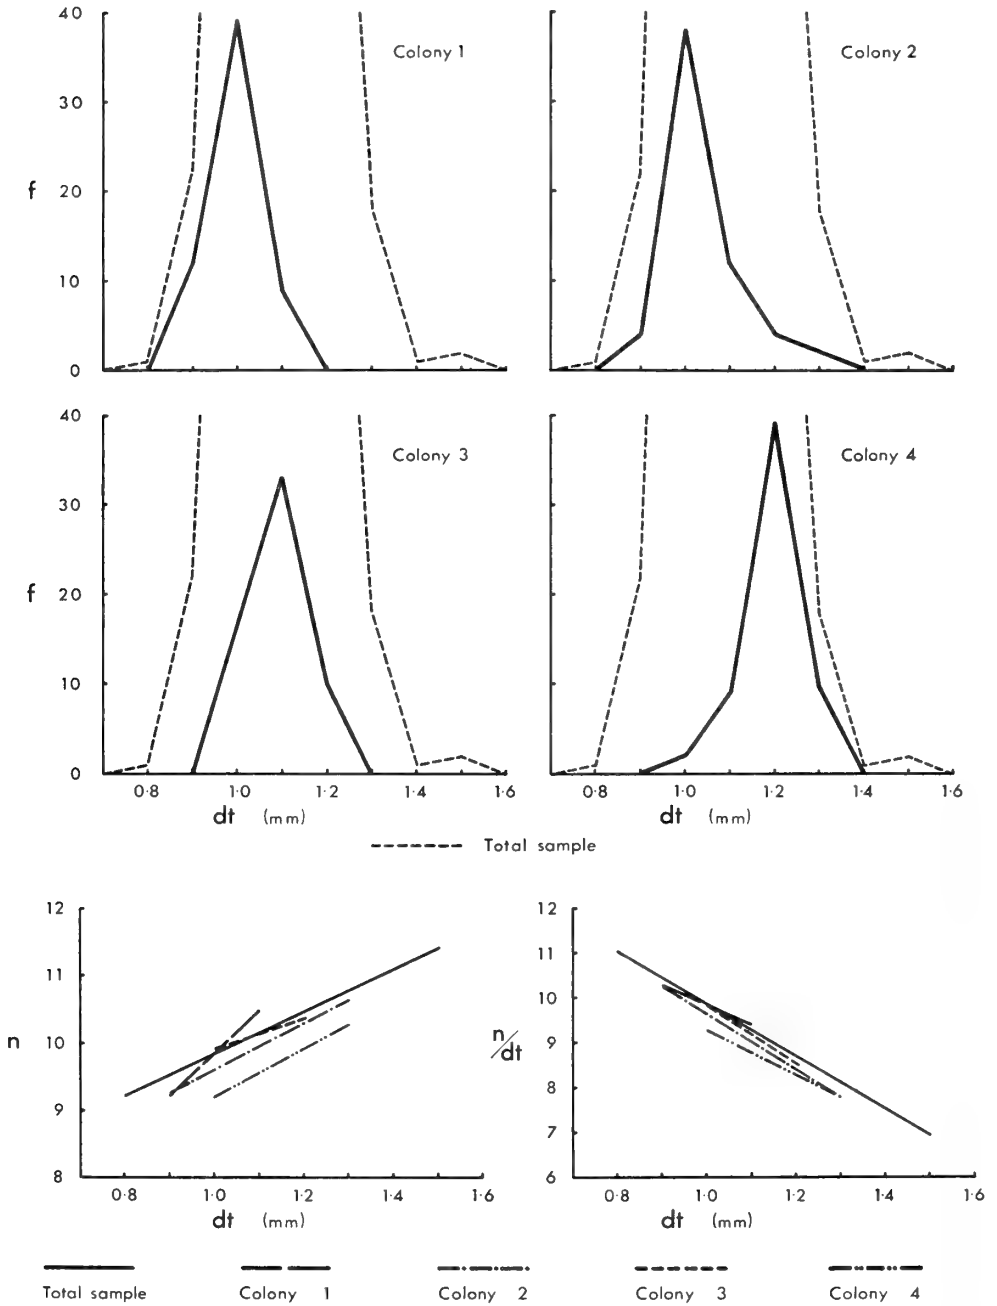 40
30
f 20
10
0
Colony 1
Colony 2
40
30
f 20
10
0
Colony 3
Colony 4
0·8 1·0 1·2 1·4 1·6
dt (mm)
0·8 1·0 1·2 1·4 1·6
dt (mm)
Total sample
12
11
n 10
9
8
0·8 1·0 1·2 1·4 1·6
dt (mm)
12
11
10
n/dt 9
8
7
6
0·8 1·0 1·2 1·4 1·6
dt (mm)
Total sample Colony 1 Colony 2 Colony 3 Colony 4